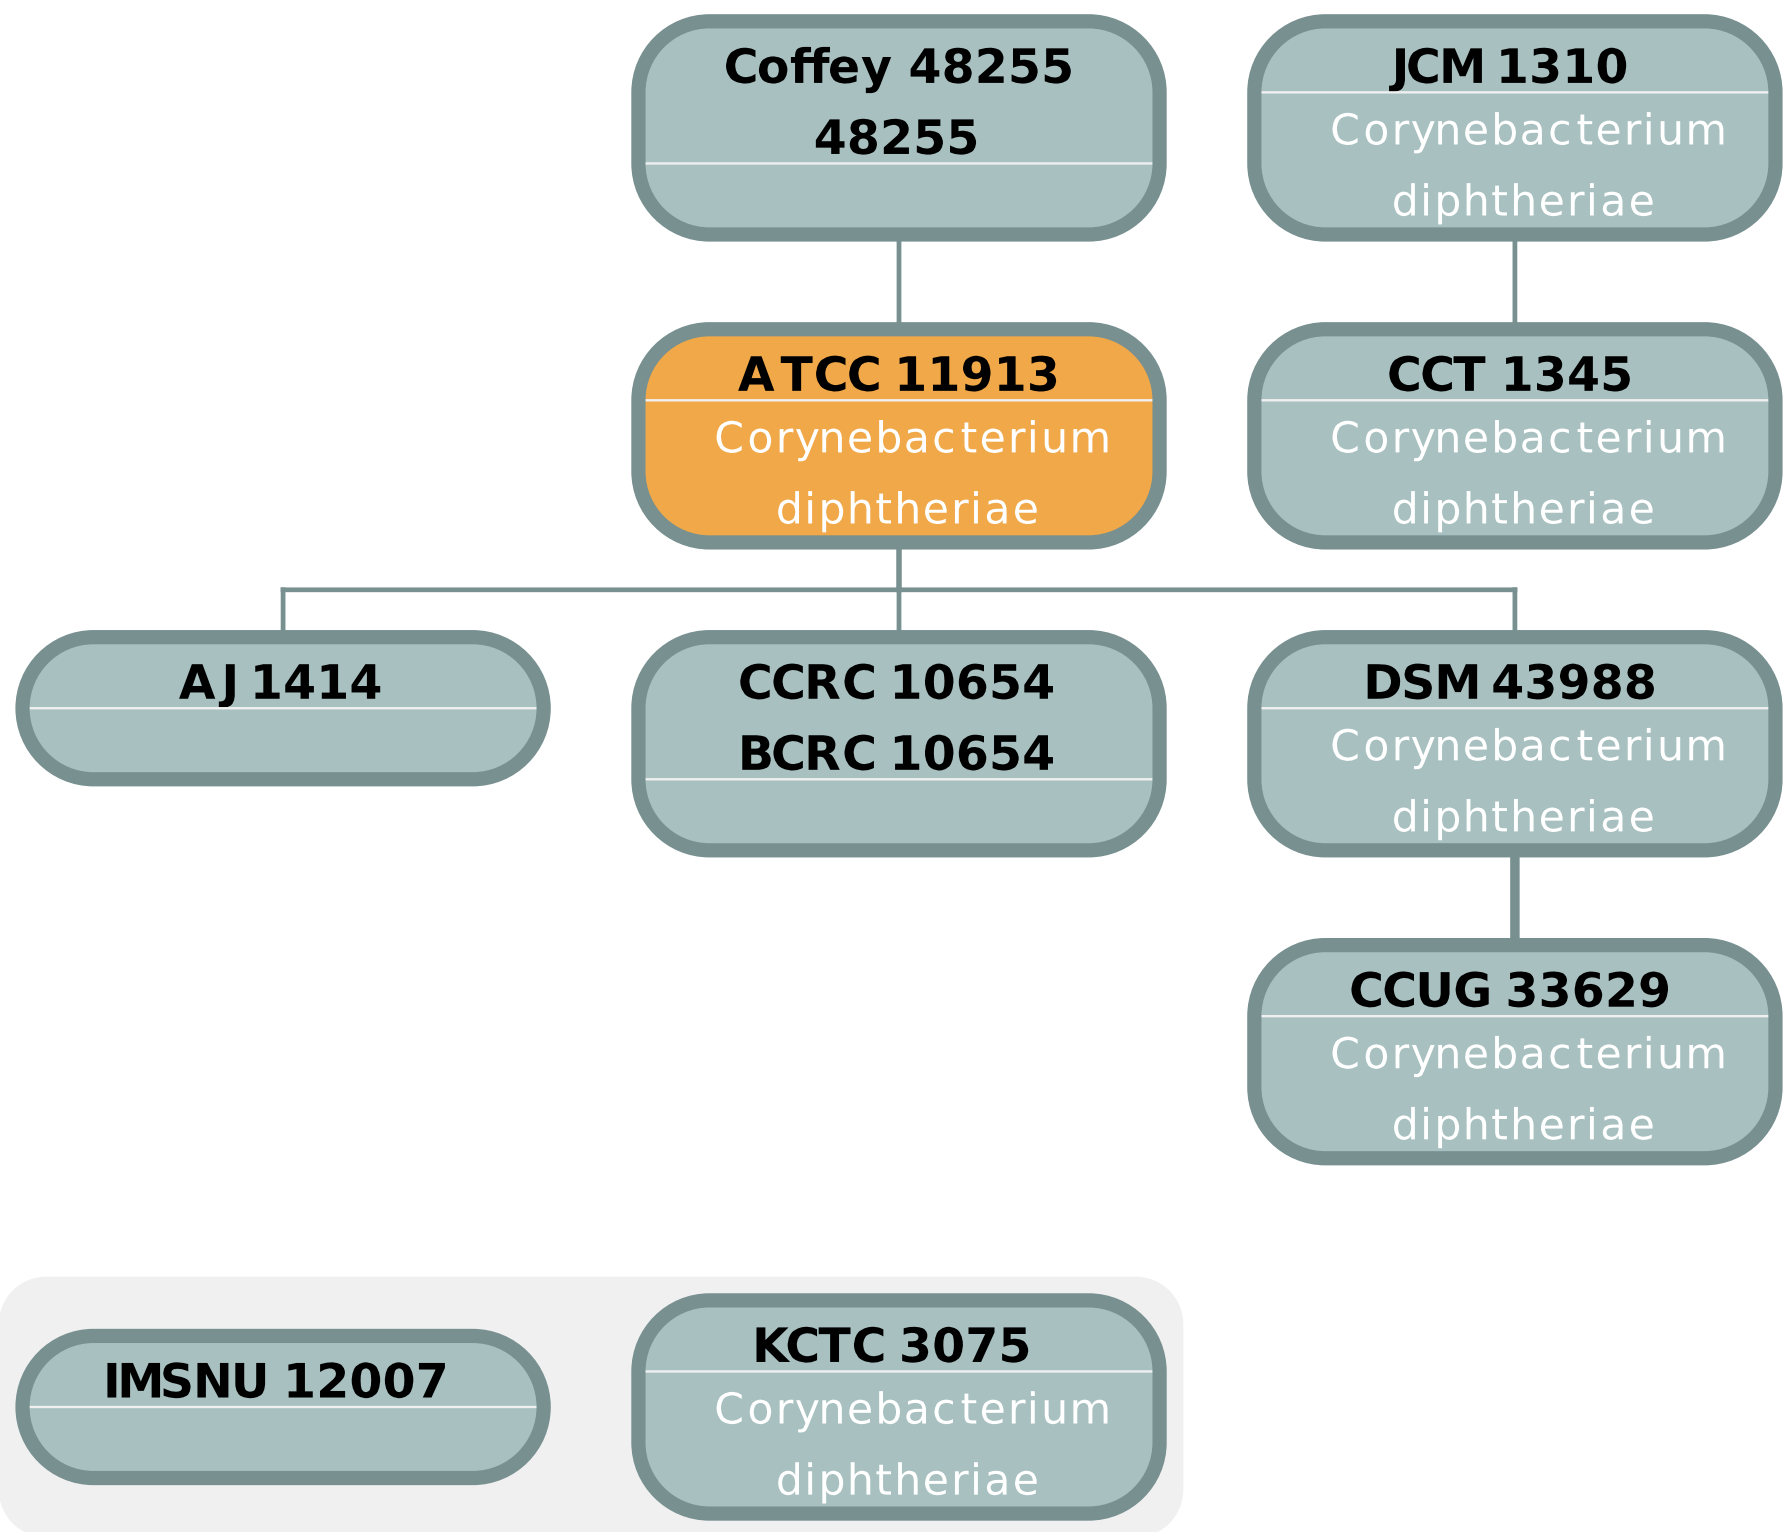 Coffey 48255
48255
JCM 1310
Corynebacterium
diphtheriae
ATCC 11913
Corynebacterium
diphtheriae
CCT 1345
Corynebacterium
diphtheriae
AJ 1414
CCRC 10654
BCRC 10654
DSM 43988
Corynebacterium
diphtheriae
CCUG 33629
Corynebacterium
diphtheriae
IMSNU 12007
KCTC 3075
Corynebacterium
diphtheriae